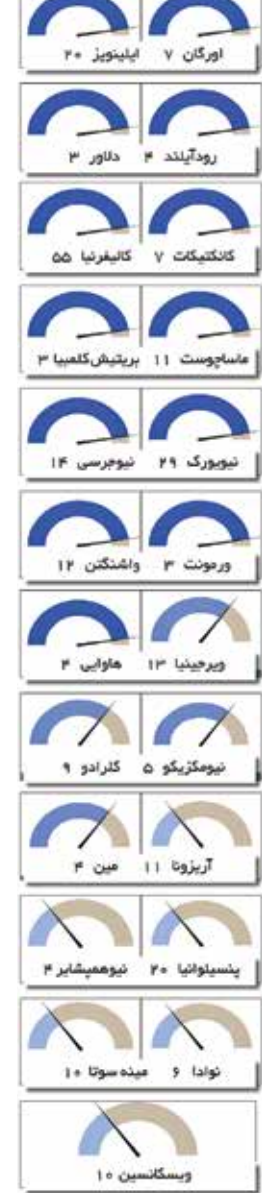 اورگان ۷ ایلینویز ۲۰
رودآیلند ۴ دلاور ۳
کانکتیکات ۷ کالیفرنیا ۵۵
ماساچوست ۱۱ بریتیش‌کلمبیا ۳
نیویورک ۲۹ نیوجرسی ۱۴
ورمونت ۳ واشنگتن ۱۲
ویرجینیا ۱۳ هاوایی ۴
نیومکزیکو ۵ کلرادو ۹
آریزونا ۱۱ مین ۴
پنسیلوانیا ۲۰ نیوهمپشایر ۴
نوادا ۶ مینه سوتا ۱۰
ویسکانسین ۱۰